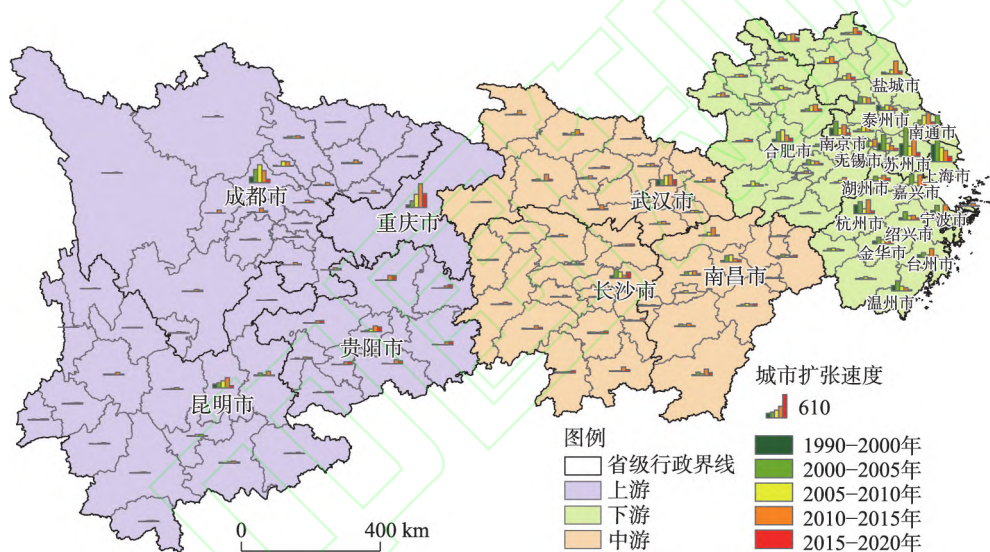 盐城市
泰州市
南京市
南通市
合肥市
无锡市
苏州市
上海市
湖州市
嘉兴市
杭州市
宁波市
绍兴市
金华市
台州市
温州市
成都市
重庆市
武汉市
长沙市
南昌市
贵阳市
昆明市
城市扩张速度
610
图例
省级行政界线
上游
下游
中游
1990-2000年
2000-2005年
2005-2010年
2010-2015年
2015-2020年
0 400 km